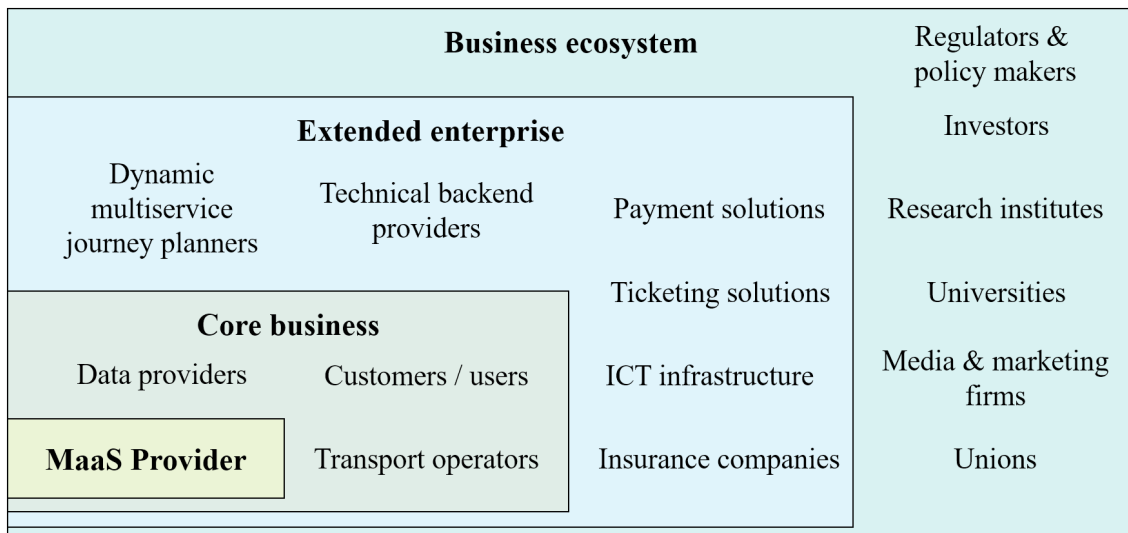 Business ecosystem
Regulators &
policy makers
Investors
Research institutes
Universities
Media & marketing
firms
Unions
Extended enterprise
Dynamic
multiservice
journey planners
Technical backend
providers
Payment solutions
Ticketing solutions
ICT infrastructure
Insurance companies
Core business
Data providers
Customers / users
Transport operators
MaaS Provider